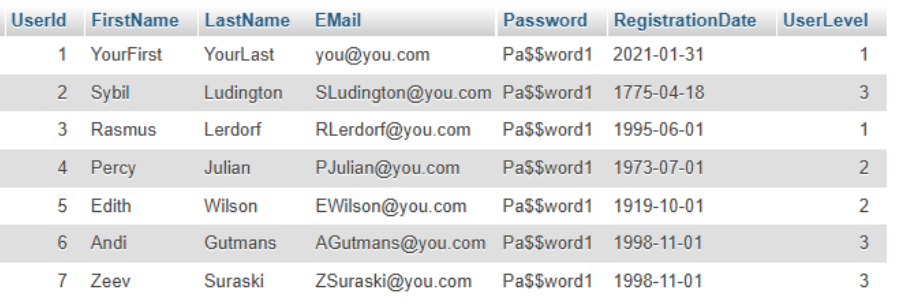 UserId FirstName LastName EMail Password RegistrationDate UserLevel
1 YourFirst YourLast you@you.com Pa$$word1 2021-01-31 1
2 Sybil Ludington SLudington@you.com Pa$$word1 1775-04-18 3
3 Rasmus Lerdorf RLerdorf@you.com Pa$$word1 1995-06-01 1
4 Percy Julian PJulian@you.com Pa$$word1 1973-07-01 2
5 Edith Wilson EWilson@you.com Pa$$word1 1919-10-01 2
6 Andi Gutmans AGutmans@you.com Pa$$word1 1998-11-01 3
7 Zeev Suraski ZSuraski@you.com Pa$$word1 1998-11-01 3